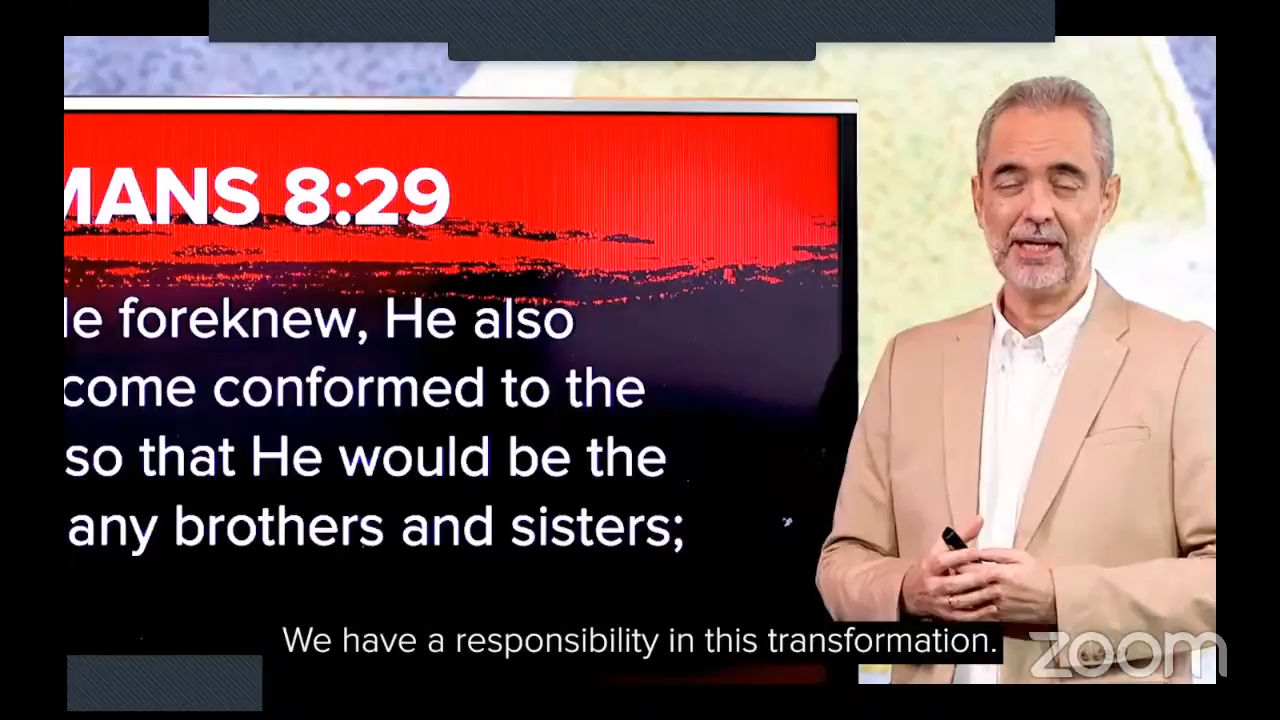 MANS 8:29
le foreknew, He also
come conformed to the
so that He would be the
any brothers and sisters;
We have a responsibility in this transformation.
zoom